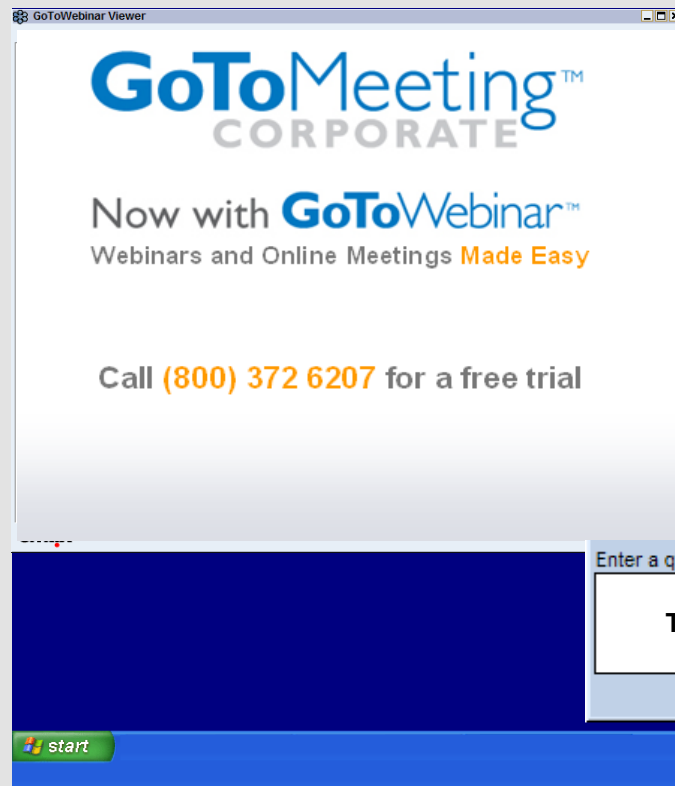 GoToWebinar Viewer
GoToMeeting™
CORPORATE
Now with GoToWebinar™
Webinars and Online Meetings Made Easy
Call (800) 372 6207 for a free trial
Enter a q
T
start